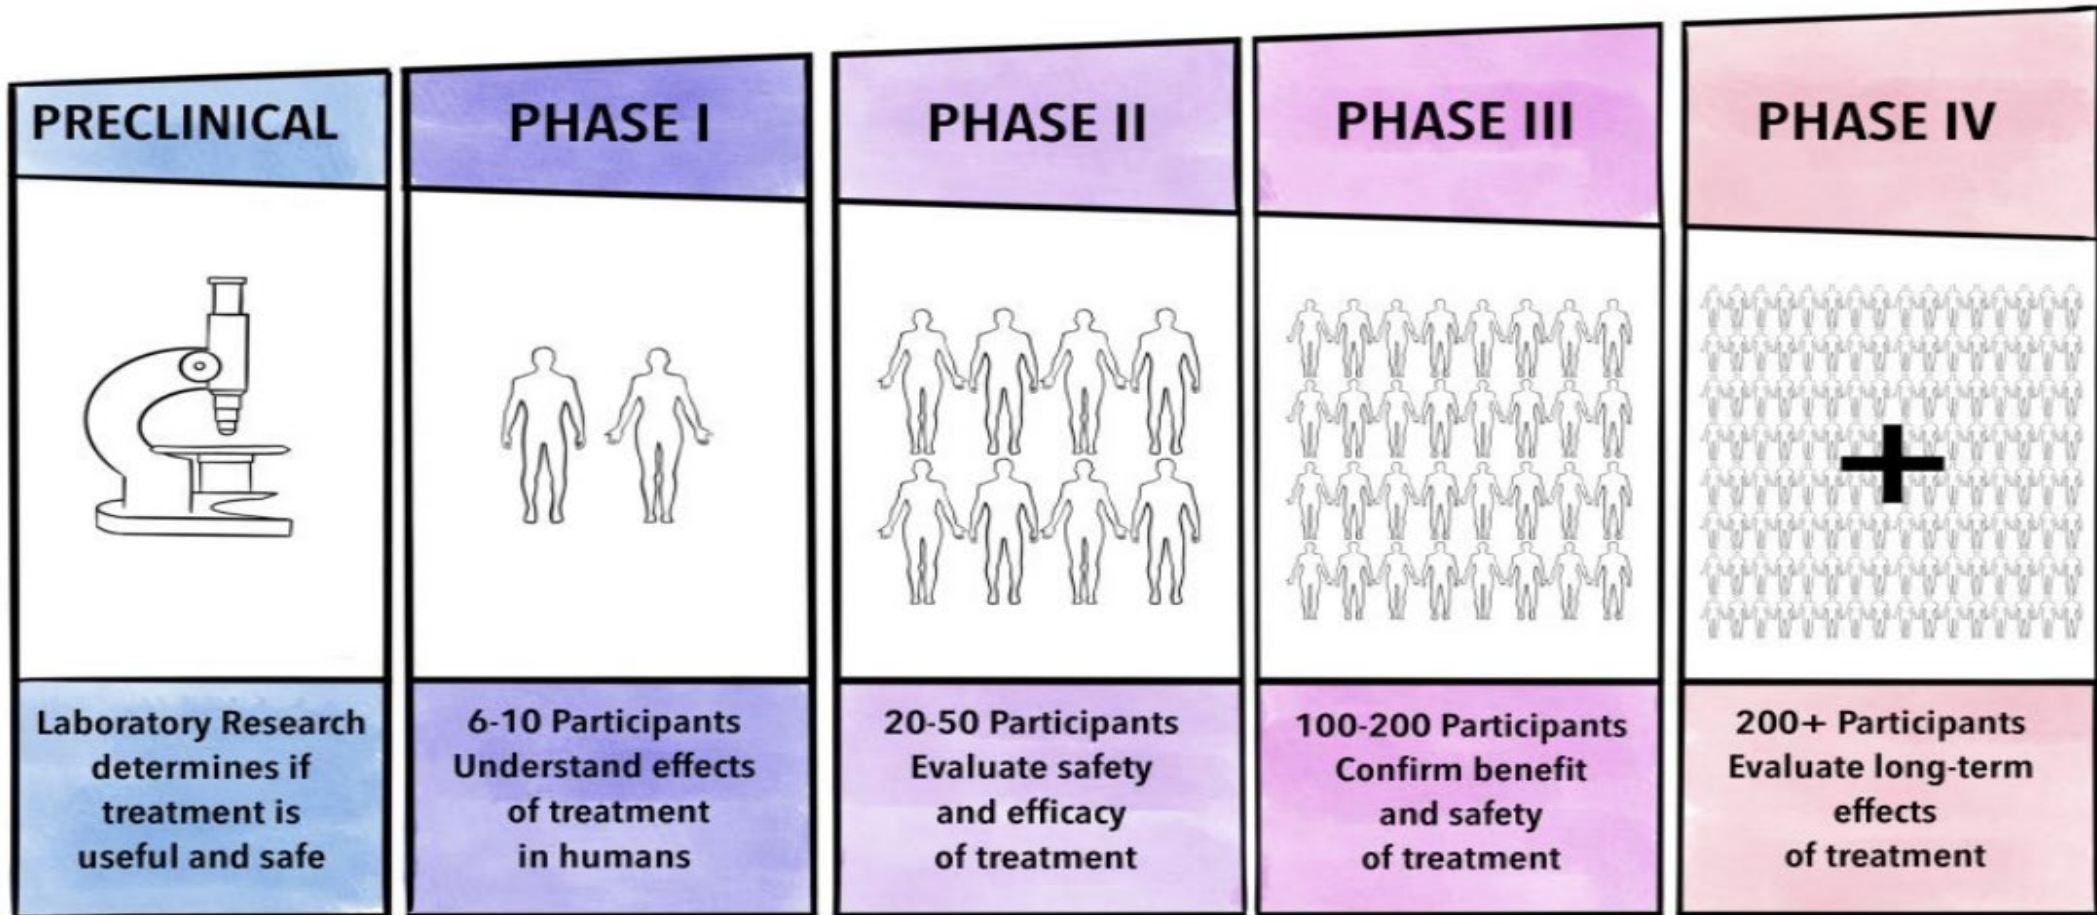 PRECLINICAL
Laboratory Research
determines if
treatment is
useful and safe
PHASE I
6-10 Participants
Understand effects
of treatment
in humans
PHASE II
20-50 Participants
Evaluate safety
and efficacy
of treatment
PHASE III
100-200 Participants
Confirm benefit
and safety
of treatment
PHASE IV
200+ Participants
Evaluate long-term
effects
of treatment